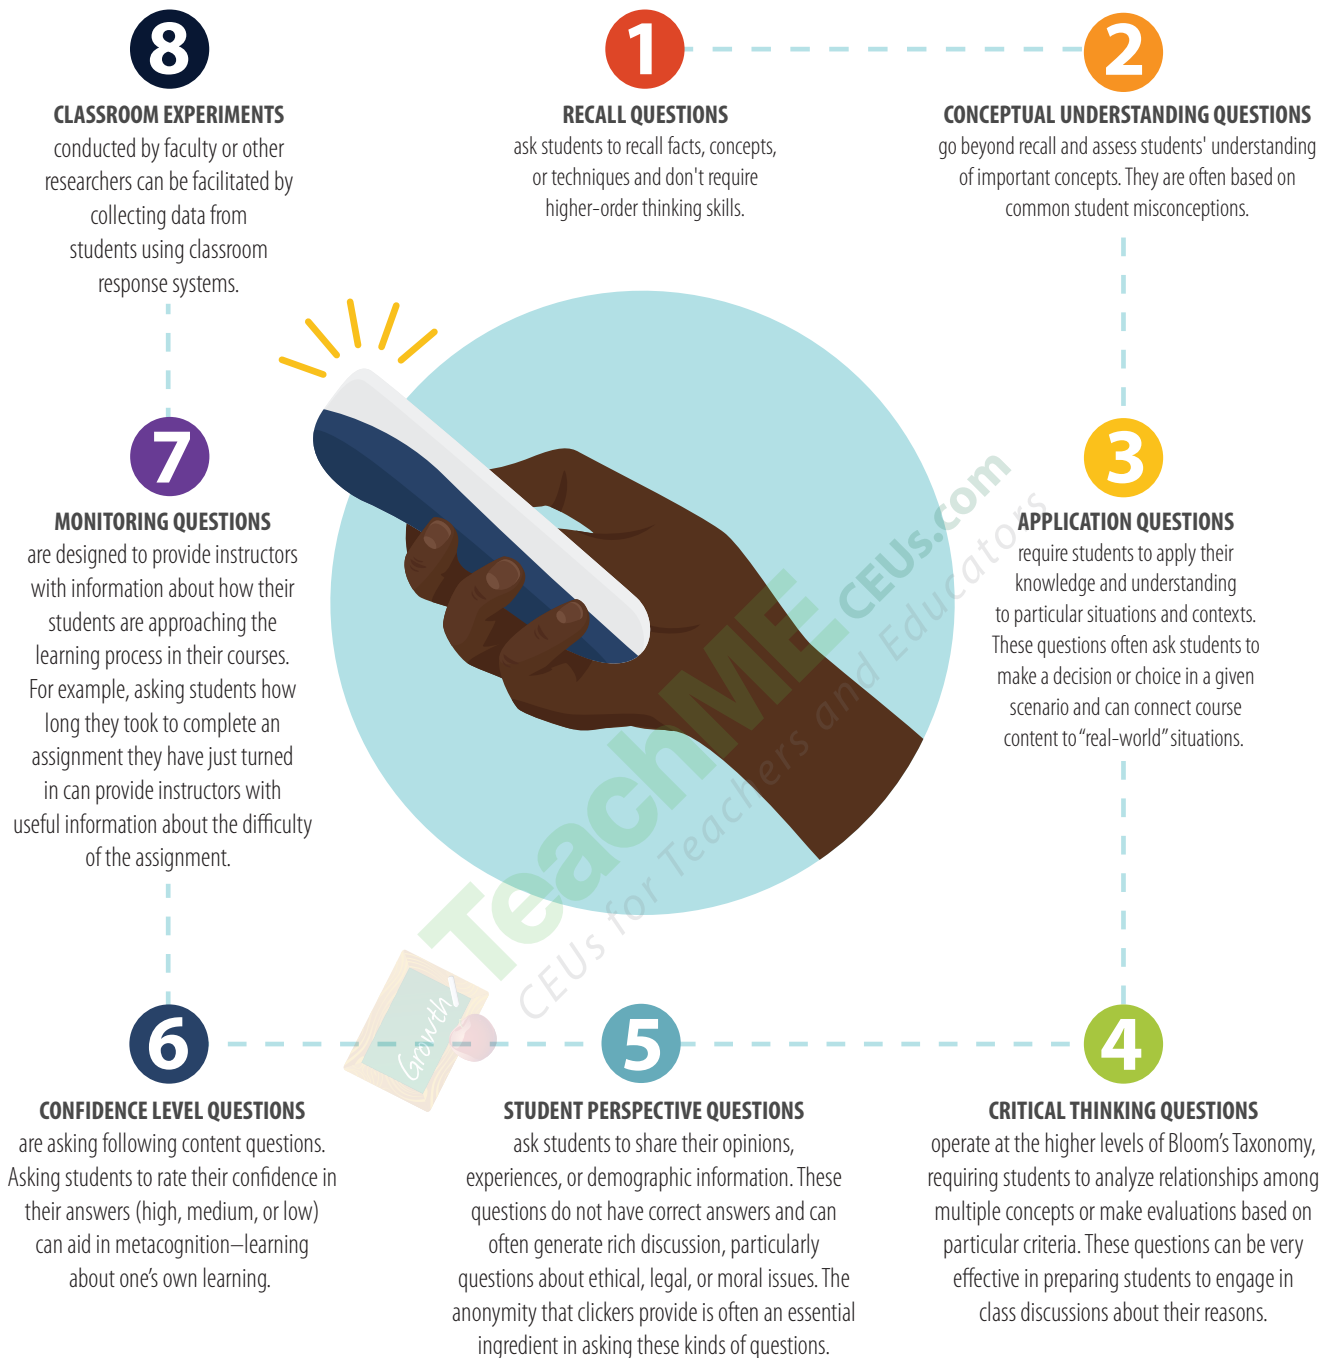 1
RECALL QUESTIONS
ask students to recall facts, concepts,
or techniques and don't require
higher-order thinking skills.
2
CONCEPTUAL UNDERSTANDING QUESTIONS
go beyond recall and assess students' understanding
of important concepts. They are often based on
common student misconceptions.
3
APPLICATION QUESTIONS
require students to apply their
knowledge and understanding
to particular situations and contexts.
These questions often ask students to
make a decision or choice in a given
scenario and can connect course
content to “real-world” situations.
4
CRITICAL THINKING QUESTIONS
operate at the higher levels of Bloom’s Taxonomy,
requiring students to analyze relationships among
multiple concepts or make evaluations based on
particular criteria. These questions can be very
effective in preparing students to engage in
class discussions about their reasons.
5
STUDENT PERSPECTIVE QUESTIONS
ask students to share their opinions,
experiences, or demographic information. These
questions do not have correct answers and can
often generate rich discussion, particularly
questions about ethical, legal, or moral issues. The
anonymity that clickers provide is often an essential
ingredient in asking these kinds of questions.
6
CONFIDENCE LEVEL QUESTIONS
are asking following content questions.
Asking students to rate their confidence in
their answers (high, medium, or low)
can aid in metacognition—learning
about one’s own learning.
7
MONITORING QUESTIONS
are designed to provide instructors
with information about how their
students are approaching the
learning process in their courses.
For example, asking students how
long they took to complete an
assignment they have just turned
in can provide instructors with
useful information about the difficulty
of the assignment.
8
CLASSROOM EXPERIMENTS
conducted by faculty or other
researchers can be facilitated by
collecting data from
students using classroom
response systems.
Growth
TeachME CEUs.com
CEUs for Teachers and Educators